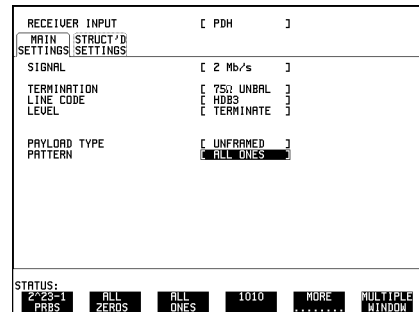 RECEIVER INPUT [ PDH ]
MAIN SETTINGS STRUCT'D SETTINGS
SIGNAL [ 2 Mb/s ]
TERMINATION [ 75Ω UNBAL ]
LINE CODE [ HDB3 ]
LEVEL [ TERMINATE ]
PAYLOAD TYPE [ UNFRAMED ]
PATTERN [ ALL ONES ]
STATUS:
2^23-1 PRBS ALL ZEROS ALL ONES 1010 MORE ........ MULTIPLE WINDOW